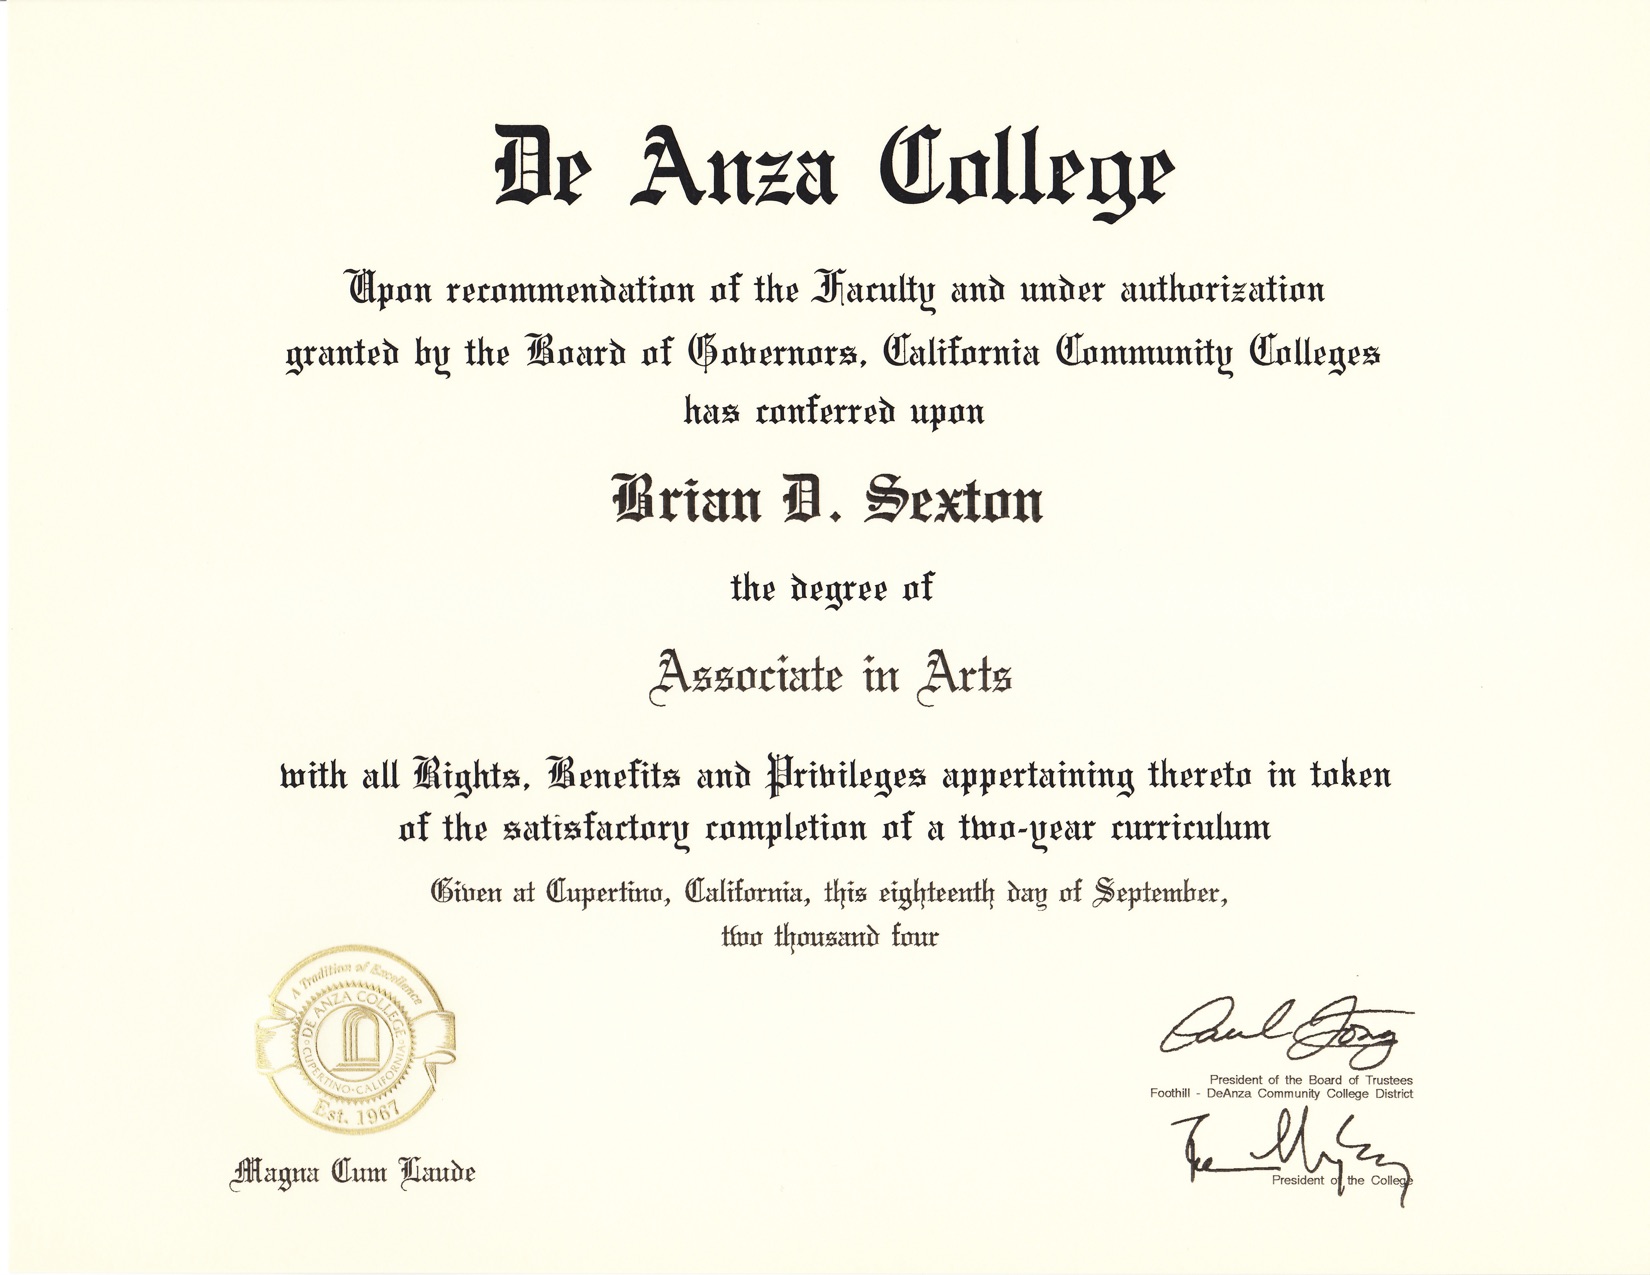 De Anza College
Upon recommendation of the Faculty and under authorization
granted by the Board of Governors, California Community Colleges
has conferred upon
Brian D. Sexton
the degree of
Associate in Arts
with all Rights, Benefits and Privileges appertaining thereto in token
of the satisfactory completion of a two-year curriculum
Given at Cupertino, California, this eighteenth day of September,
two thousand four
A Tradition of Excellence
DE ANZA COLLEGE
CUPERTINO·CALIFORNIA
Est. 1967
Magna Cum Laude
Paul Fong
President of the Board of Trustees
Foothill - DeAnza Community College District
President of the College